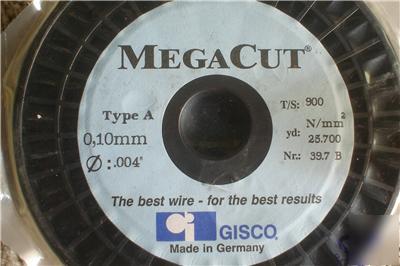 MEGACUT®
Type A
0,10mm
Ø:.004"
T/S: 900
N/mm²
yd: 25.700
Nr.: 39.7 B
The best wire - for the best results
GISCO®
Made in Germany